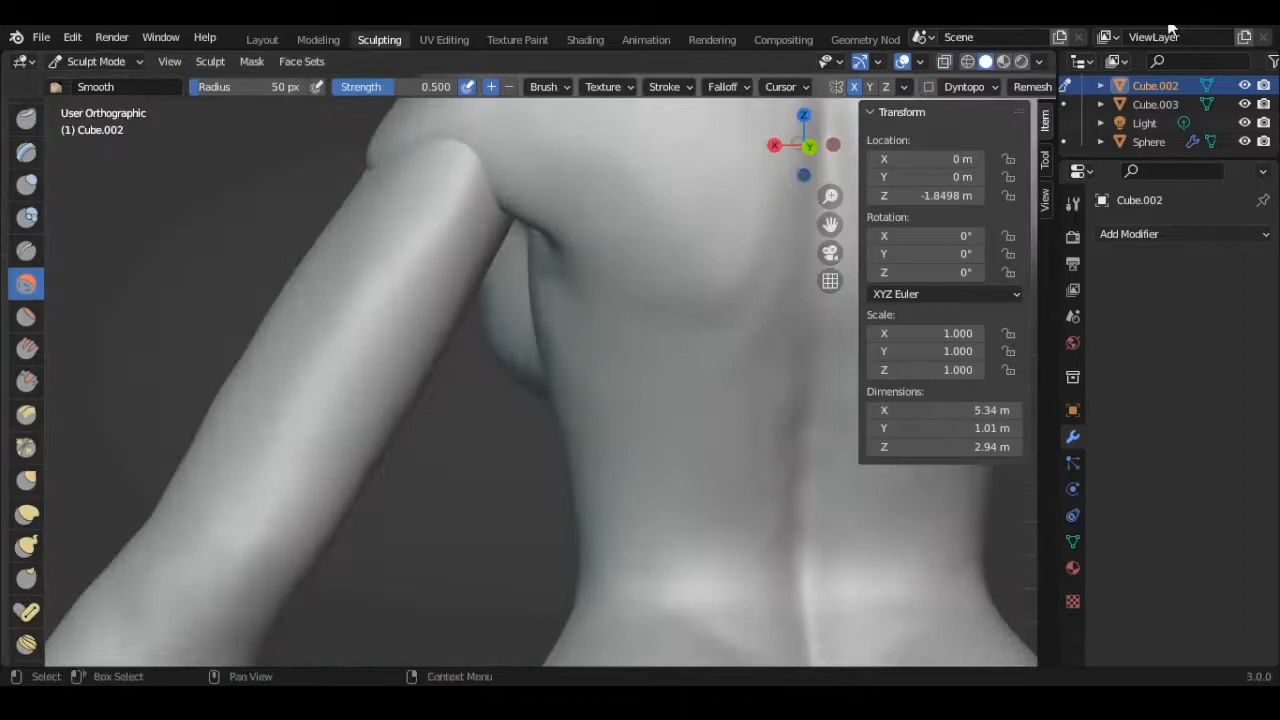 File Edit Render Window Help Layout Modeling Sculpting UV Editing Texture Paint Shading Animation Rendering Compositing Geometry Nod Scene ViewLayer
Sculpt Mode View Sculpt Mask Face Sets
Smooth Radius 50 px Strength 0.500 Brush Texture Stroke Falloff Cursor X Y Z Dyntopo Remesh
User Orthographic
(1) Cube.002
Z
X
Y
Transform
Location:
X 0 m
Y 0 m
Z -1.8498 m
Rotation:
X 0°
Y 0°
Z 0°
XYZ Euler
Scale:
X 1.000
Y 1.000
Z 1.000
Dimensions:
X 5.34 m
Y 1.01 m
Z 2.94 m
Item
Tool
View
Cube.002
Cube.003
Light
Sphere
Cube.002
Add Modifier
Select Box Select Pan View Context Menu 3.0.0